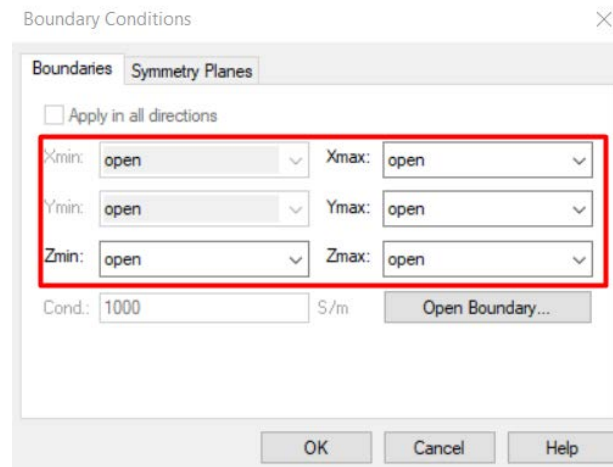 Boundary Conditions
Boundaries Symmetry Planes
Apply in all directions
Xmin: open Xmax: open
Ymin: open Ymax: open
Zmin: open Zmax: open
Cond.: 1000 S/m Open Boundary...
OK Cancel Help